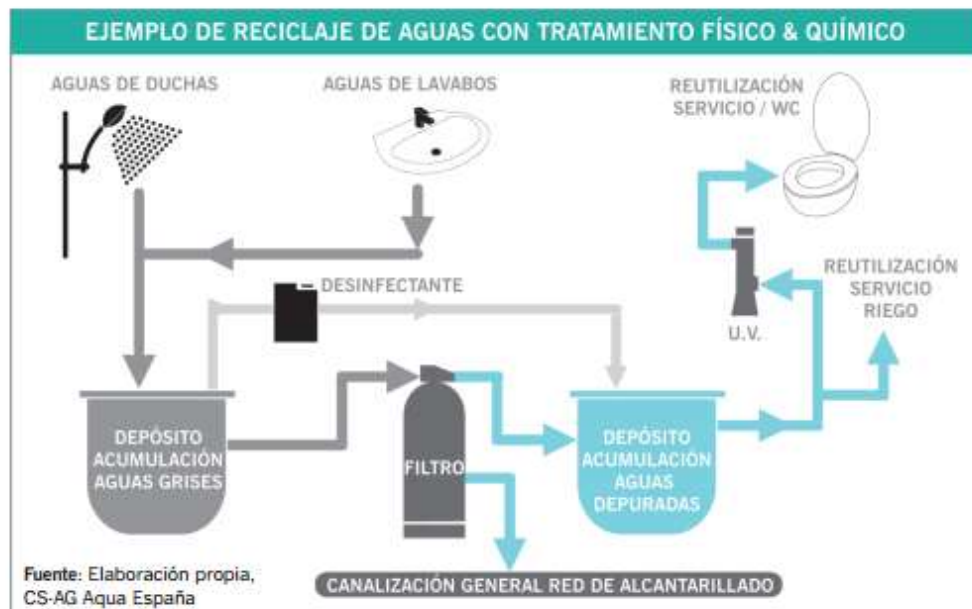 EJEMPLO DE RECICLAJE DE AGUAS CON TRATAMIENTO FÍSICO & QUÍMICO
AGUAS DE DUCHAS
AGUAS DE LAVABOS
REUTILIZACIÓN
SERVICIO / WC
DESINFECTANTE
U.V.
REUTILIZACIÓN
SERVICIO
RIEGO
DEPÓSITO
ACUMULACIÓN
AGUAS GRISES
FILTRO
DEPÓSITO
ACUMULACIÓN
AGUAS
DEPURADAS
Fuente: Elaboración propia,
CS-AG Aqua España
CANALIZACIÓN GENERAL RED DE ALCANTARILLADO